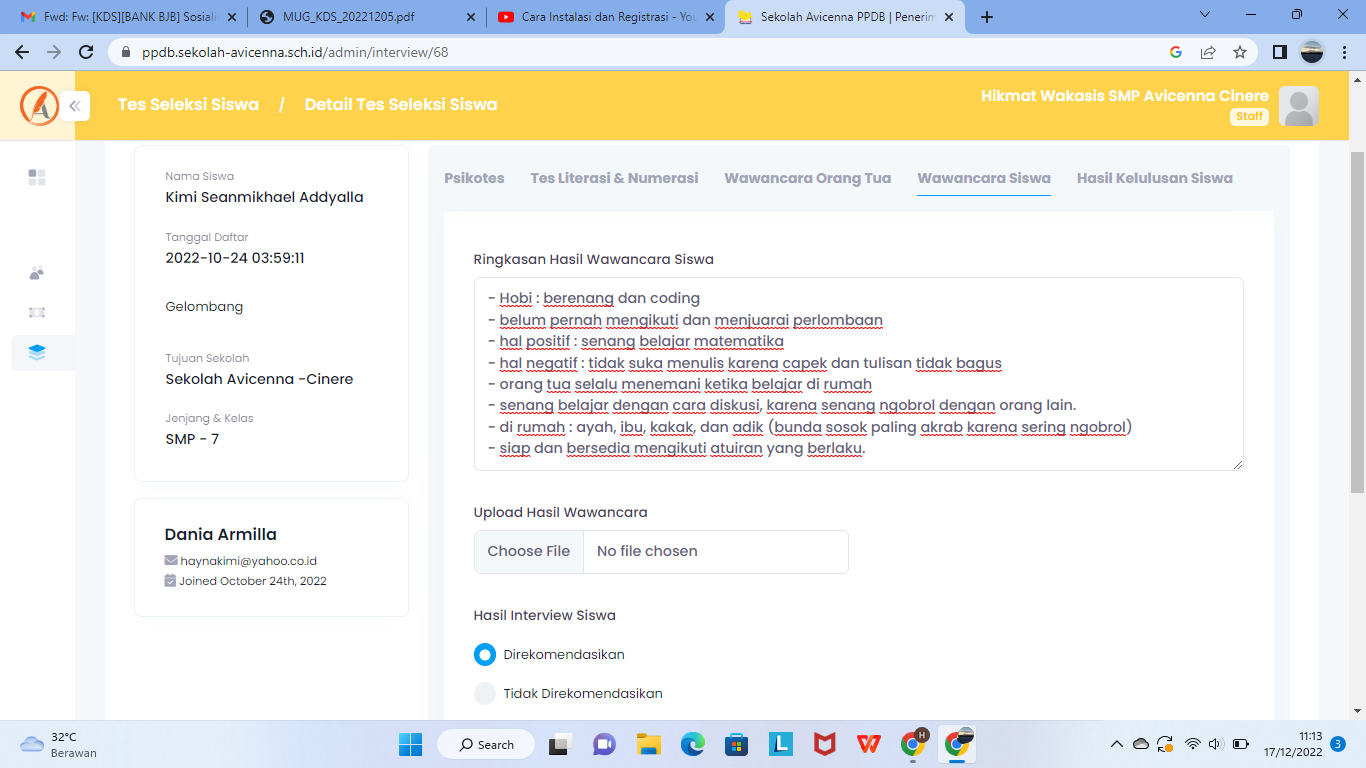 Fwd: Fw: [KDS][BANK BJB] Sosiali
MUG_KDS_20221205.pdf
Cara Instalasi dan Registrasi - You
Sekolah Avicenna PPDB | Penerim
ppdb.sekolah-avicenna.sch.id/admin/interview/68
Tes Seleksi Siswa / Detail Tes Seleksi Siswa
Hikmat Wakasis SMP Avicenna Cinere
Staff
Nama Siswa
Kimi Seanmikhael Addyalla
Tanggal Daftar
2022-10-24 03:59:11
Gelombang
Tujuan Sekolah
Sekolah Avicenna -Cinere
Jenjang & Kelas
SMP - 7
Dania Armilla
haynakimi@yahoo.co.id
Joined October 24th, 2022
Psikotes Tes Literasi & Numerasi Wawancara Orang Tua Wawancara Siswa Hasil Kelulusan Siswa
Ringkasan Hasil Wawancara Siswa
- Hobi : berenang dan coding
- belum pernah mengikuti dan menjuarai perlombaan
- hal positif : senang belajar matematika
- hal negatif : tidak suka menulis karena capek dan tulisan tidak bagus
- orang tua selalu menemani ketika belajar di rumah
- senang belajar dengan cara diskusi, karena senang ngobrol dengan orang lain.
- di rumah : ayah, ibu, kakak, dan adik (bunda sosok paling akrab karena sering ngobrol)
- siap dan bersedia mengikuti atuiran yang berlaku.
Upload Hasil Wawancara
Choose File No file chosen
Hasil Interview Siswa
Direkomendasikan
Tidak Direkomendasikan
32°C
Berawan
Search
11:13
17/12/2022
3